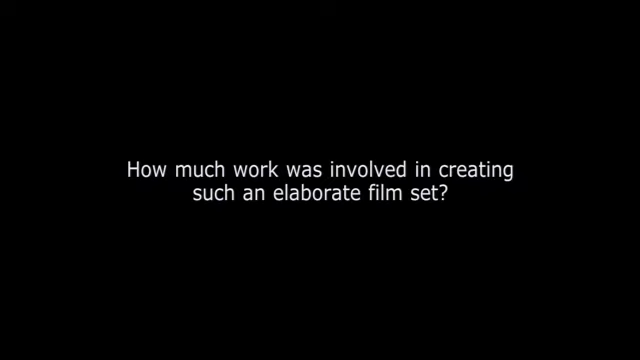 How much work was involved in creating
such an elaborate film set?